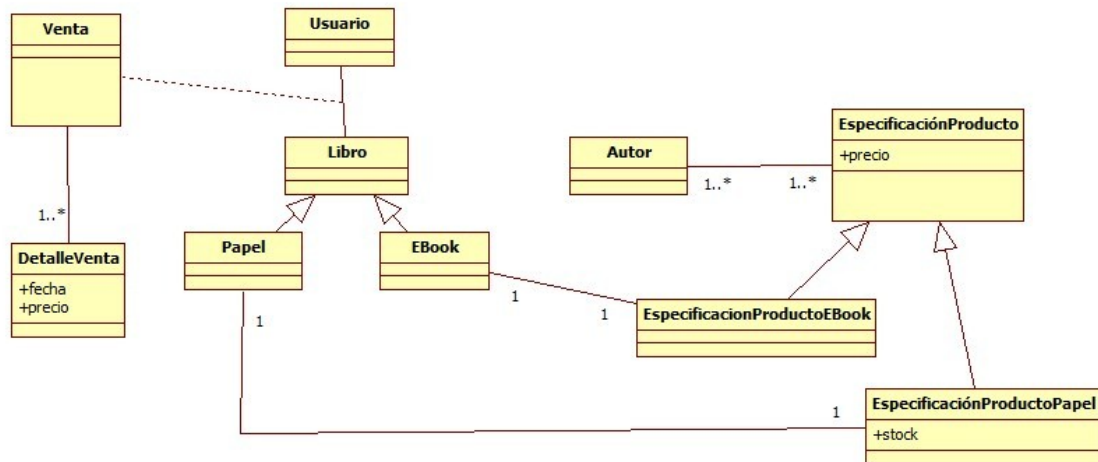 Venta
Usuario
EspecificaciónProducto
+precio
Libro
Autor
1..*
1..*
1..*
DetalleVenta
+fecha
+precio
Papel
EBook
1
1
1
EspecificacionProductoEBook
EspecificaciónProductoPapel
+stock
1